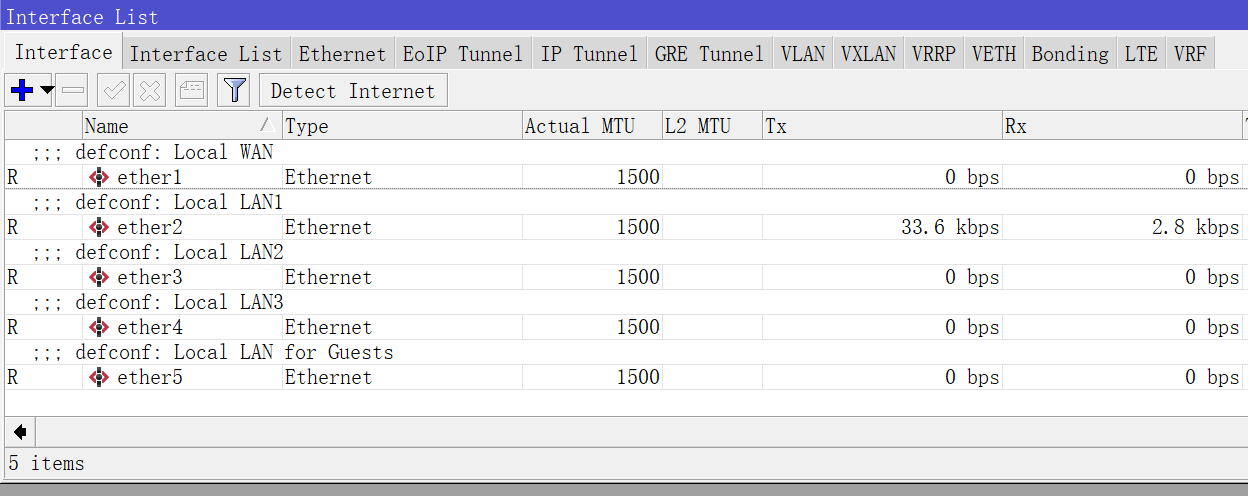 Interface List
Interface Interface List Ethernet EoIP Tunnel IP Tunnel GRE Tunnel VLAN VXLAN VRRP VETH Bonding LTE VRF
Detect Internet
Name Type Actual MTU L2 MTU Tx Rx
;;; defconf: Local WAN
R ether1 Ethernet 1500 0 bps 0 bps
;;; defconf: Local LAN1
R ether2 Ethernet 1500 33.6 kbps 2.8 kbps
;;; defconf: Local LAN2
R ether3 Ethernet 1500 0 bps 0 bps
;;; defconf: Local LAN3
R ether4 Ethernet 1500 0 bps 0 bps
;;; defconf: Local LAN for Guests
R ether5 Ethernet 1500 0 bps 0 bps
5 items